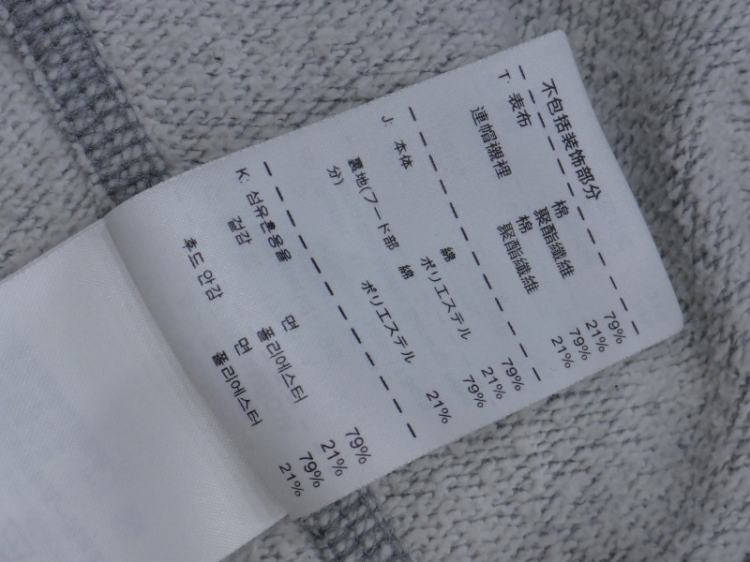 不包括装饰部分
T: 表布 棉 79%
聚酯纖維 21%
連帽襯裡 棉 79%
聚酯纖維 21%
J: 本体 綿 79%
ポリエステル 21%
裏地(フード部分) 綿 79%
ポリエステル 21%
K: 섬유혼용율
겉감 면 79%
폴리에스터 21%
후드 안감 면 79%
폴리에스터 21%